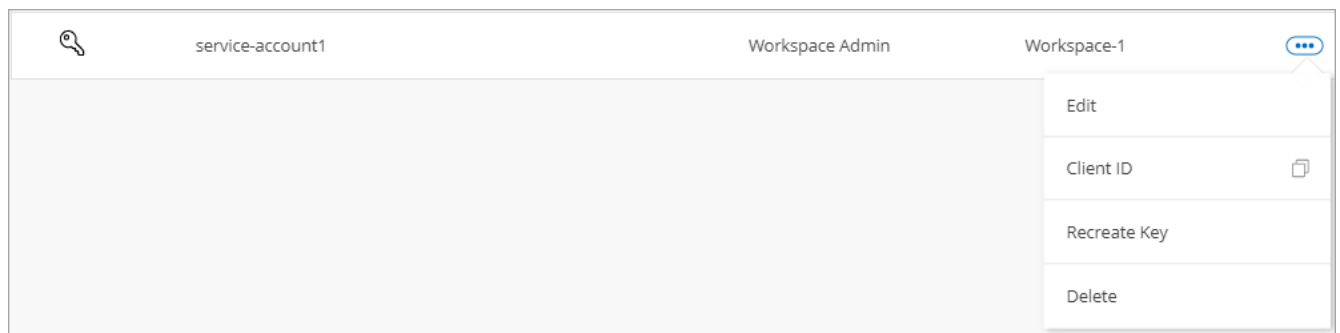 service-account1 Workspace Admin Workspace-1
Edit
Client ID
Recreate Key
Delete